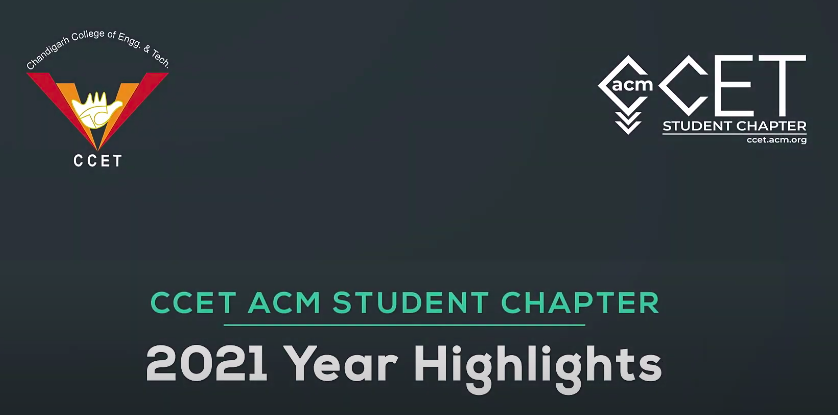 Chandigarh College of Engg. & Tech.
CCET
acm CCET
STUDENT CHAPTER
ccet.acm.org
CCET ACM STUDENT CHAPTER
2021 Year Highlights